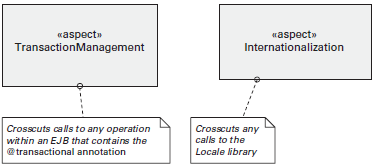 «aspect»
TransactionManagement
«aspect»
Internationalization
Crosscuts calls to any operation
within an EJB that contains the
@transactional annotation
Crosscuts any
calls to the
Locale library